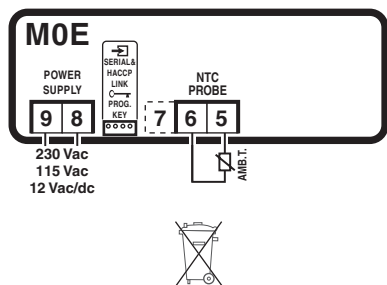 M0E
SERIAL&
HACCP
LINK
PROG.
KEY
POWER
SUPPLY
NTC
PROBE
9 8
7 6 5
230 Vac
115 Vac
12 Vac/dc
AMB.T.